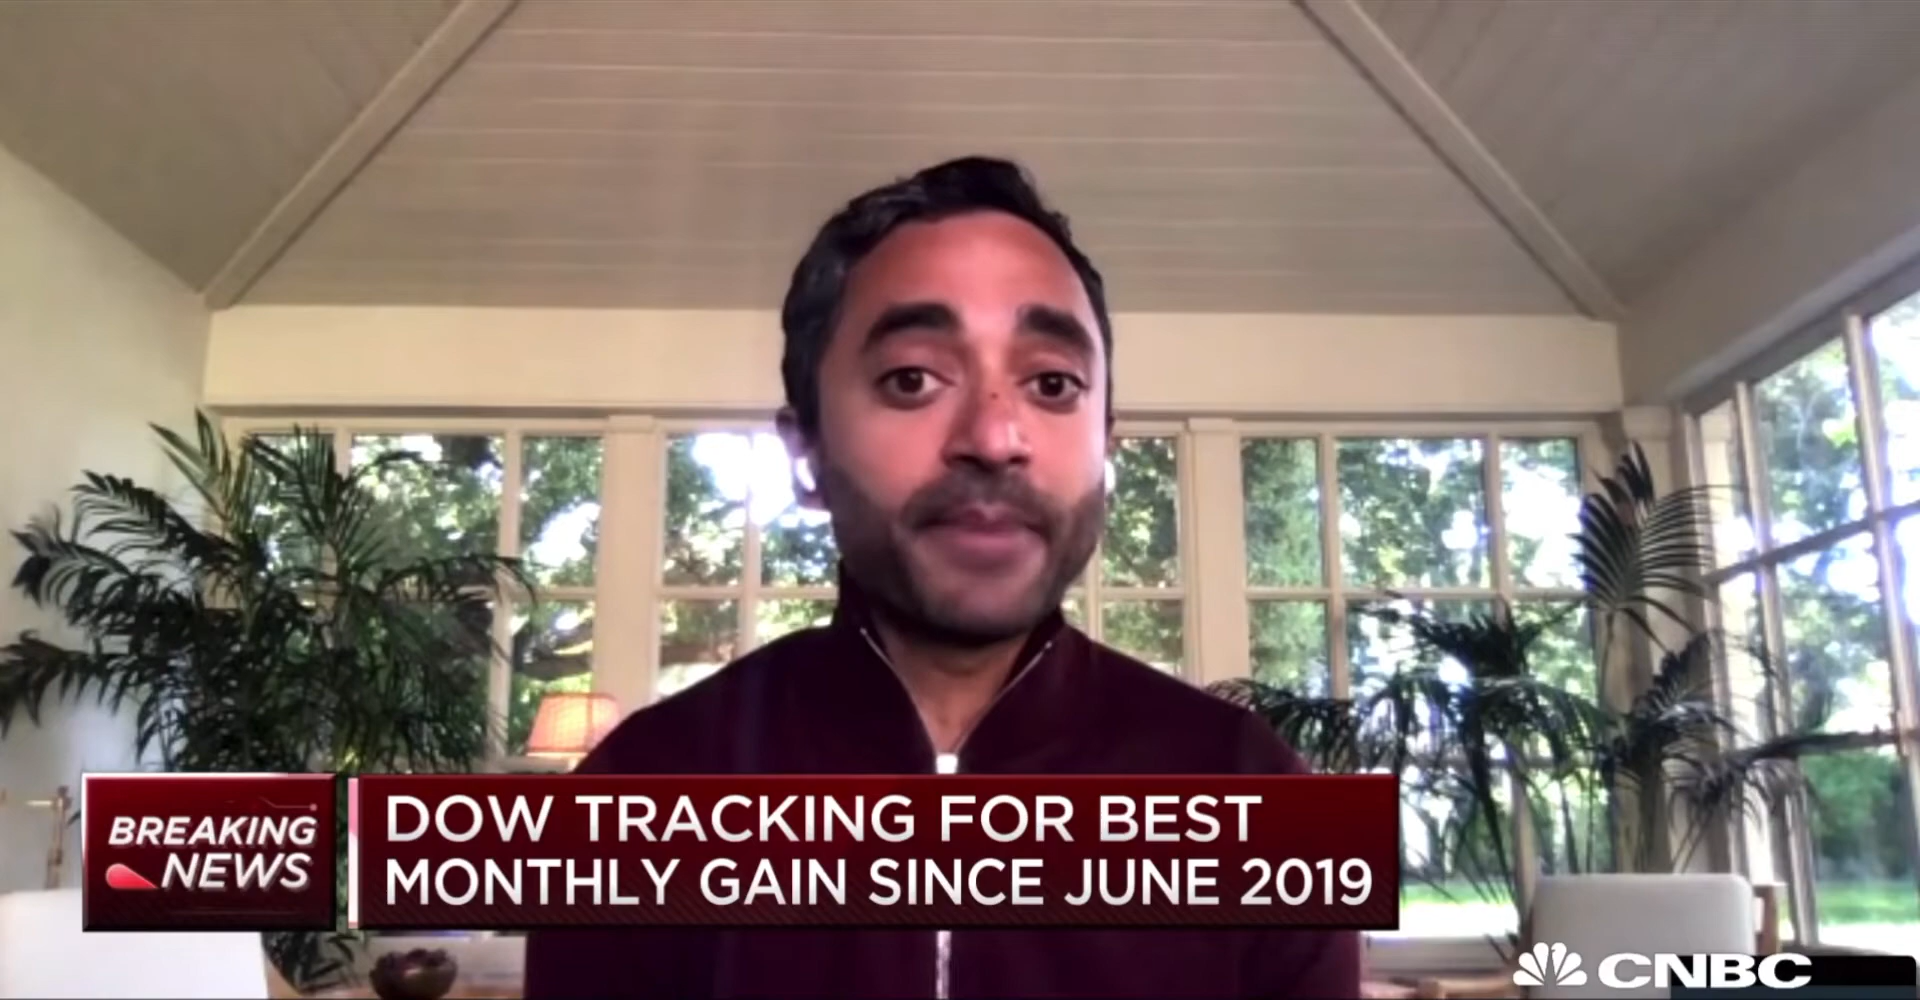 BREAKING
NEWS
DOW TRACKING FOR BEST
MONTHLY GAIN SINCE JUNE 2019
CNBC